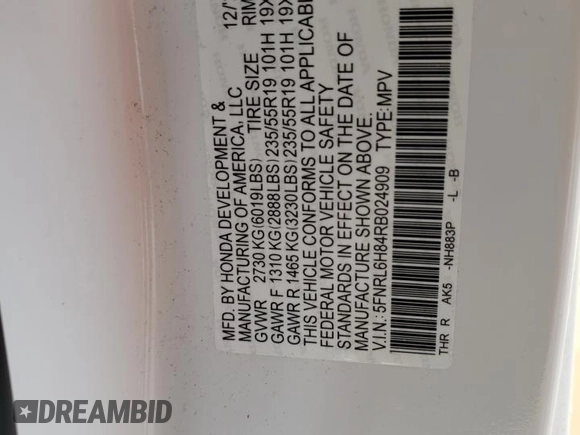 MFD. BY HONDA DEVELOPMENT & 12/
MANUFACTURING OF AMERICA, LLC
GVWR 2730 KG(6019LBS) TIRE SIZE RIM
GAWR F 1310 KG(2888LBS)235/55R19 101H 19X
GAWR R 1465 KG(3230LBS)235/55R19 101H 19X
THIS VEHICLE CONFORMS TO ALL APPLICABLE
FEDERAL MOTOR VEHICLE SAFETY
STANDARDS IN EFFECT ON THE DATE OF
MANUFACTURE SHOWN ABOVE.
V.I.N.: 5FNRL6H84RB024909 TYPE:MPV
THR R AK5 -NH883P -L -B
DREAMBID